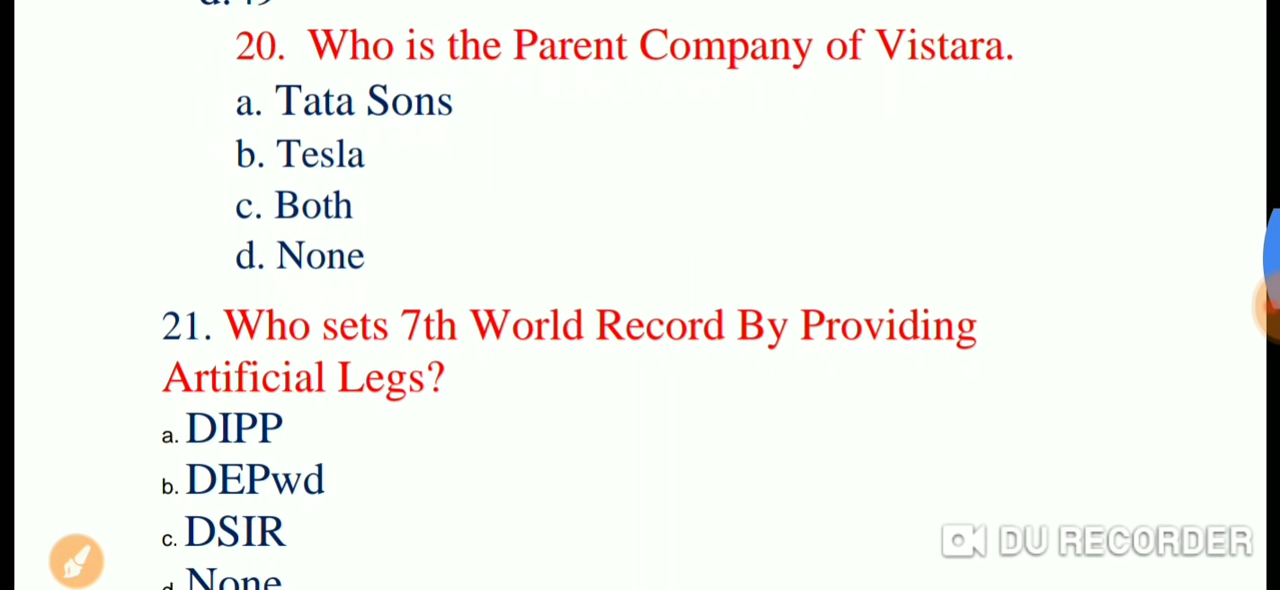 20. Who is the Parent Company of Vistara.
a. Tata Sons
b. Tesla
c. Both
d. None
21. Who sets 7th World Record By Providing
Artificial Legs?
a. DIPP
b. DEPwd
c. DSIR
d. None
DU RECORDER